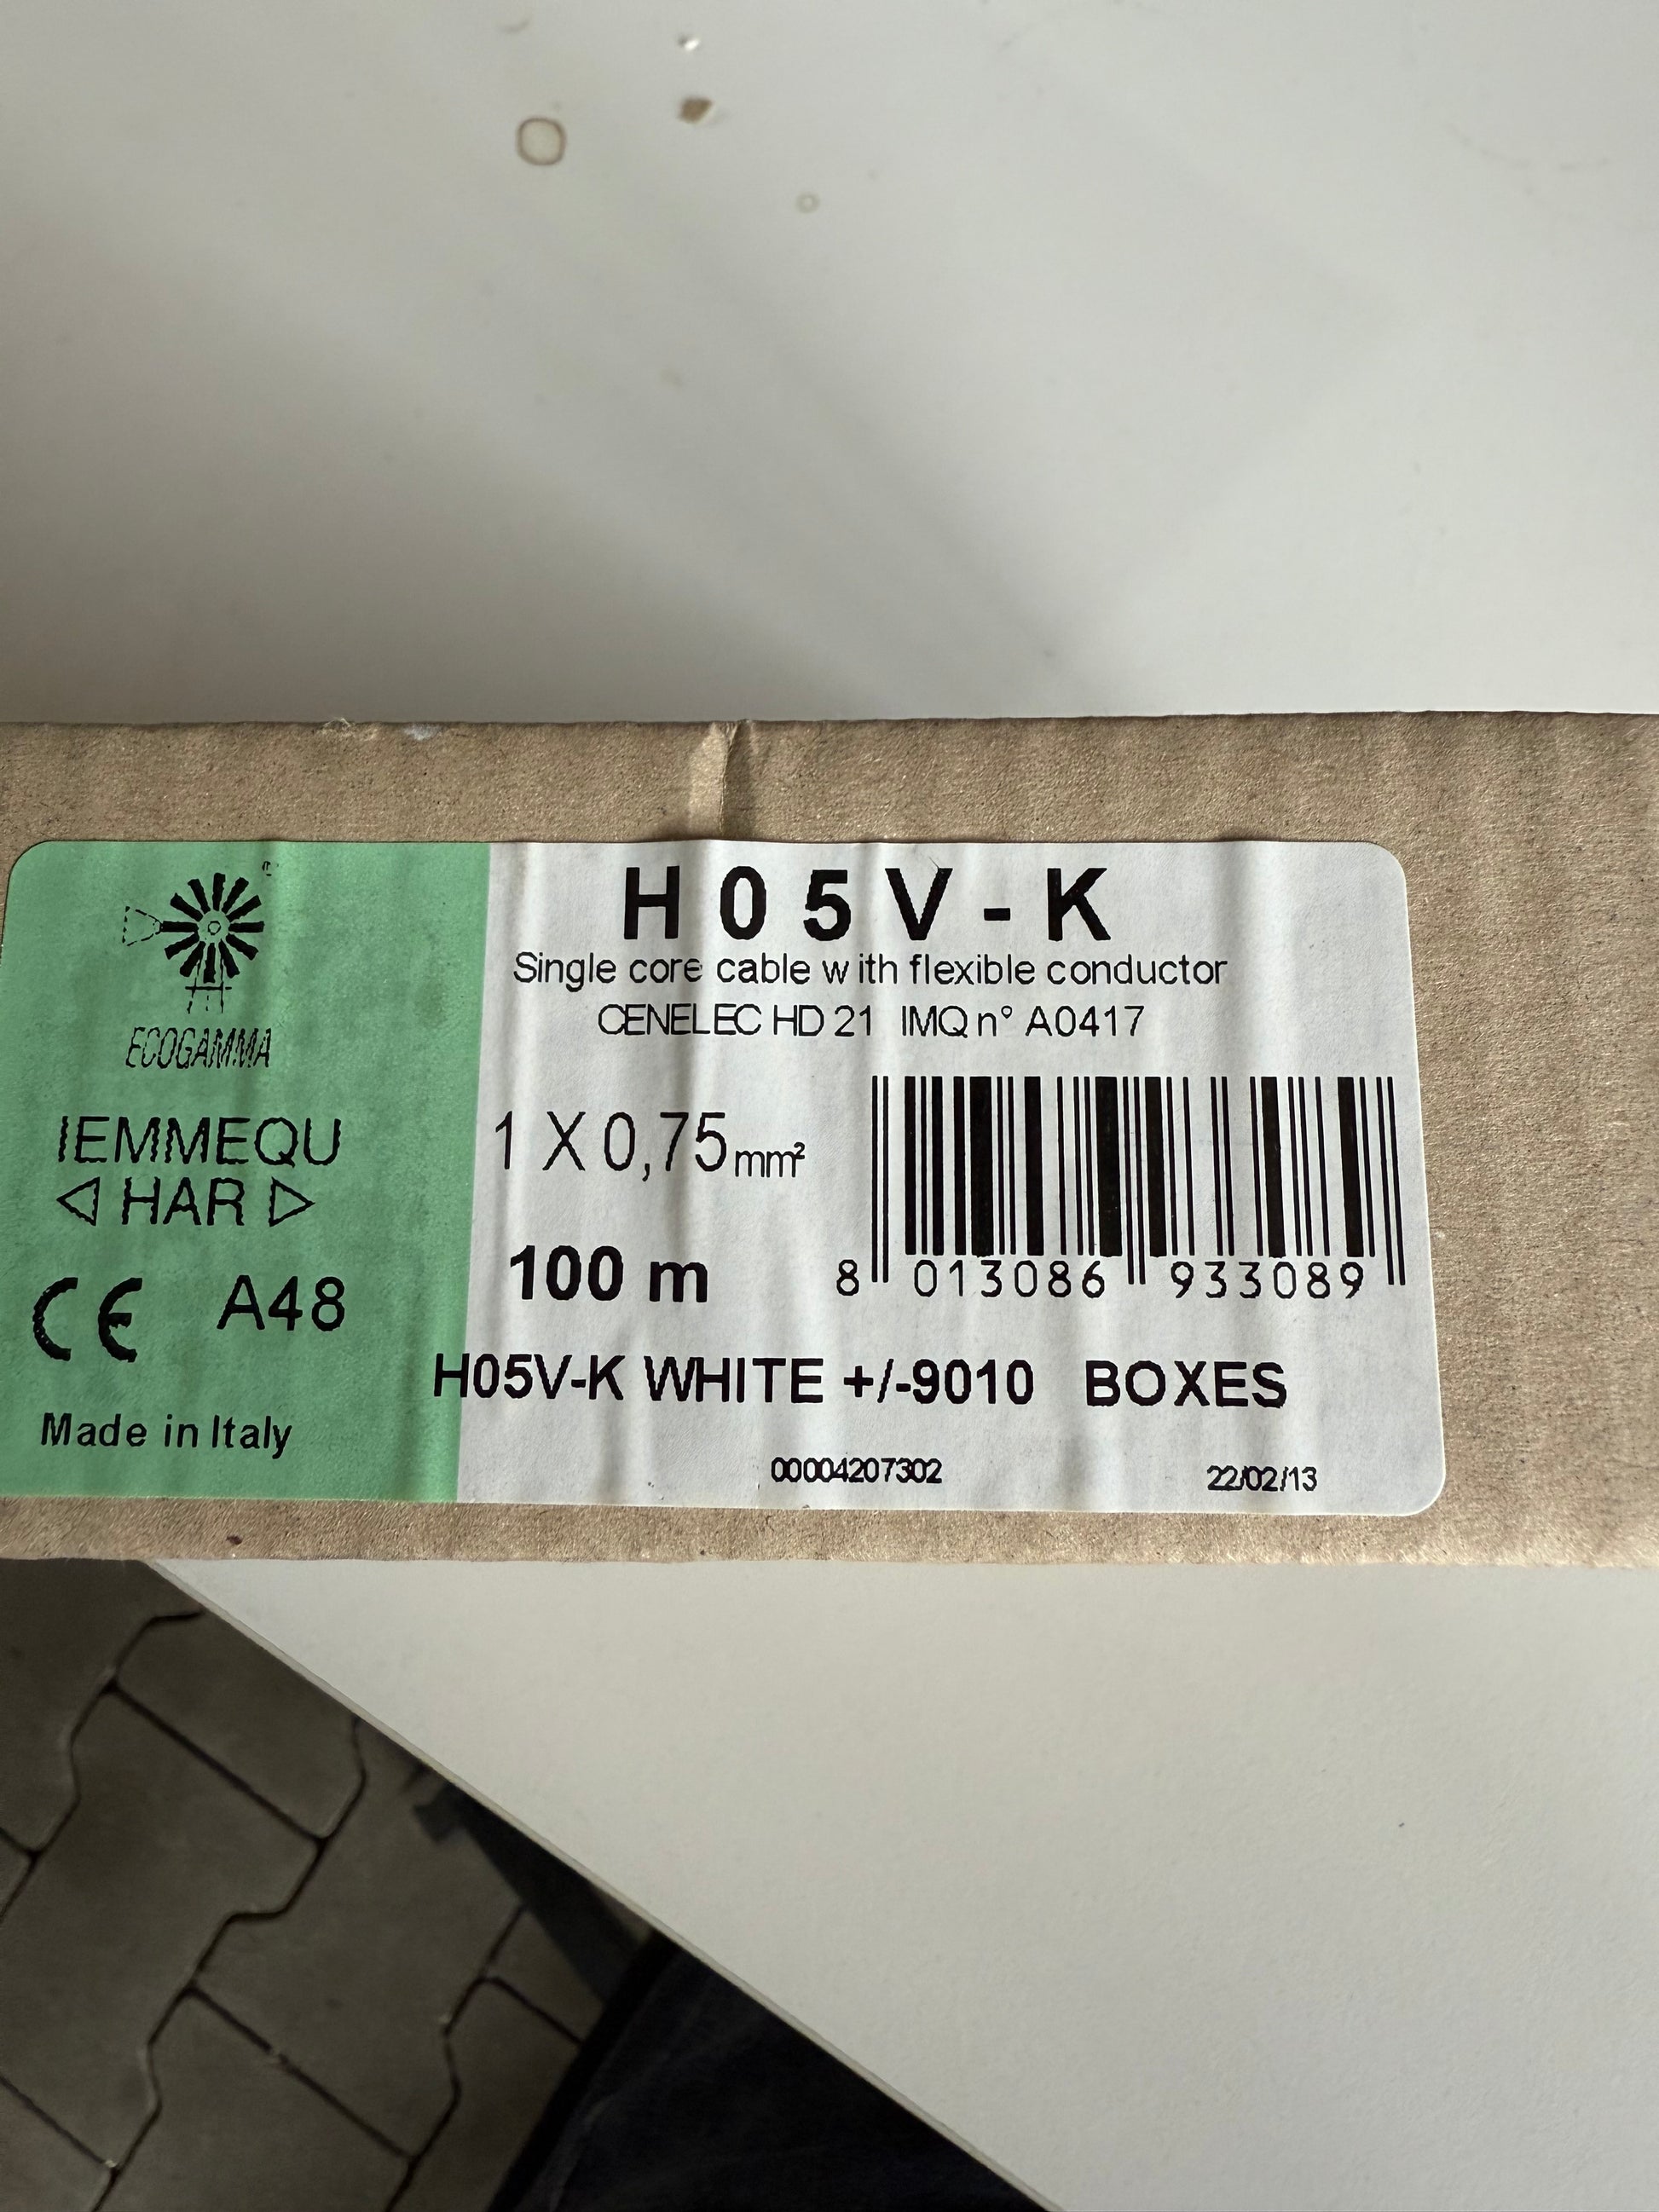 ECOGAMMA
IEMMEQU
◁ HAR ▷
CE A48
Made in Italy
H05V-K
Single core cable with flexible conductor
CENELEC HD 21 IMQ n° A0417
1 X 0,75 mm²
100 m
8 013086 933089
H05V-K WHITE +/-9010 BOXES
00004207302 22/02/13